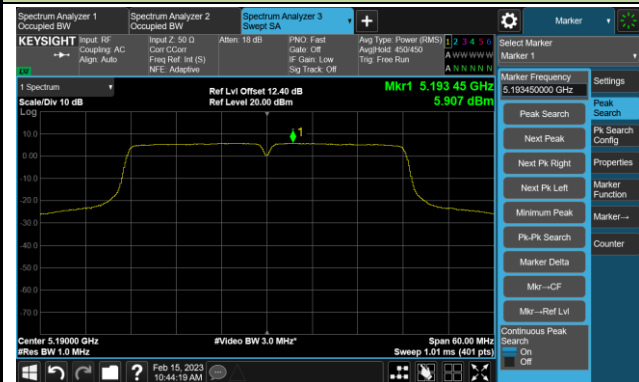 Spectrum Analyzer 1
Occupied BW
Spectrum Analyzer 2
Occupied BW
Spectrum Analyzer 3
Swept SA
Marker
KEYSIGHT
Input: RF
Coupling: AC
Align: Auto
Input Z: 50 Ω
Corr CCorr
Freq Ref: Int (S)
NFE: Adaptive
Atten: 18 dB
PNO: Fast
Gate: Off
IF Gain: Low
Sig Track: Off
Avg Type: Power (RMS)
Avg|Hold: 450/450
Trig: Free Run
1 2 3 4 5 6
A W W W W W
A N N N N N
Select Marker
Marker 1
1 Spectrum
Scale/Div 10 dB
Log
Ref Lvl Offset 12.40 dB
Ref Level 20.00 dBm
Mkr1 5.193 45 GHz
5.907 dBm
1
10.0
0.00
-10.0
-20.0
-30.0
-40.0
-50.0
-60.0
-70.0
Center 5.19000 GHz
#Res BW 1.0 MHz
#Video BW 3.0 MHz*
Span 60.00 MHz
Sweep 1.01 ms (401 pts)
Marker Frequency
5.193450000 GHz
Peak Search
Next Peak
Next Pk Right
Next Pk Left
Minimum Peak
Pk-Pk Search
Marker Delta
Mkr→CF
Mkr→Ref Lvl
Continuous Peak
Search
On
Off
Settings
Peak
Search
Pk Search
Config
Properties
Marker
Function
Marker→
Counter
Feb 15, 2023
10:44:19 AM